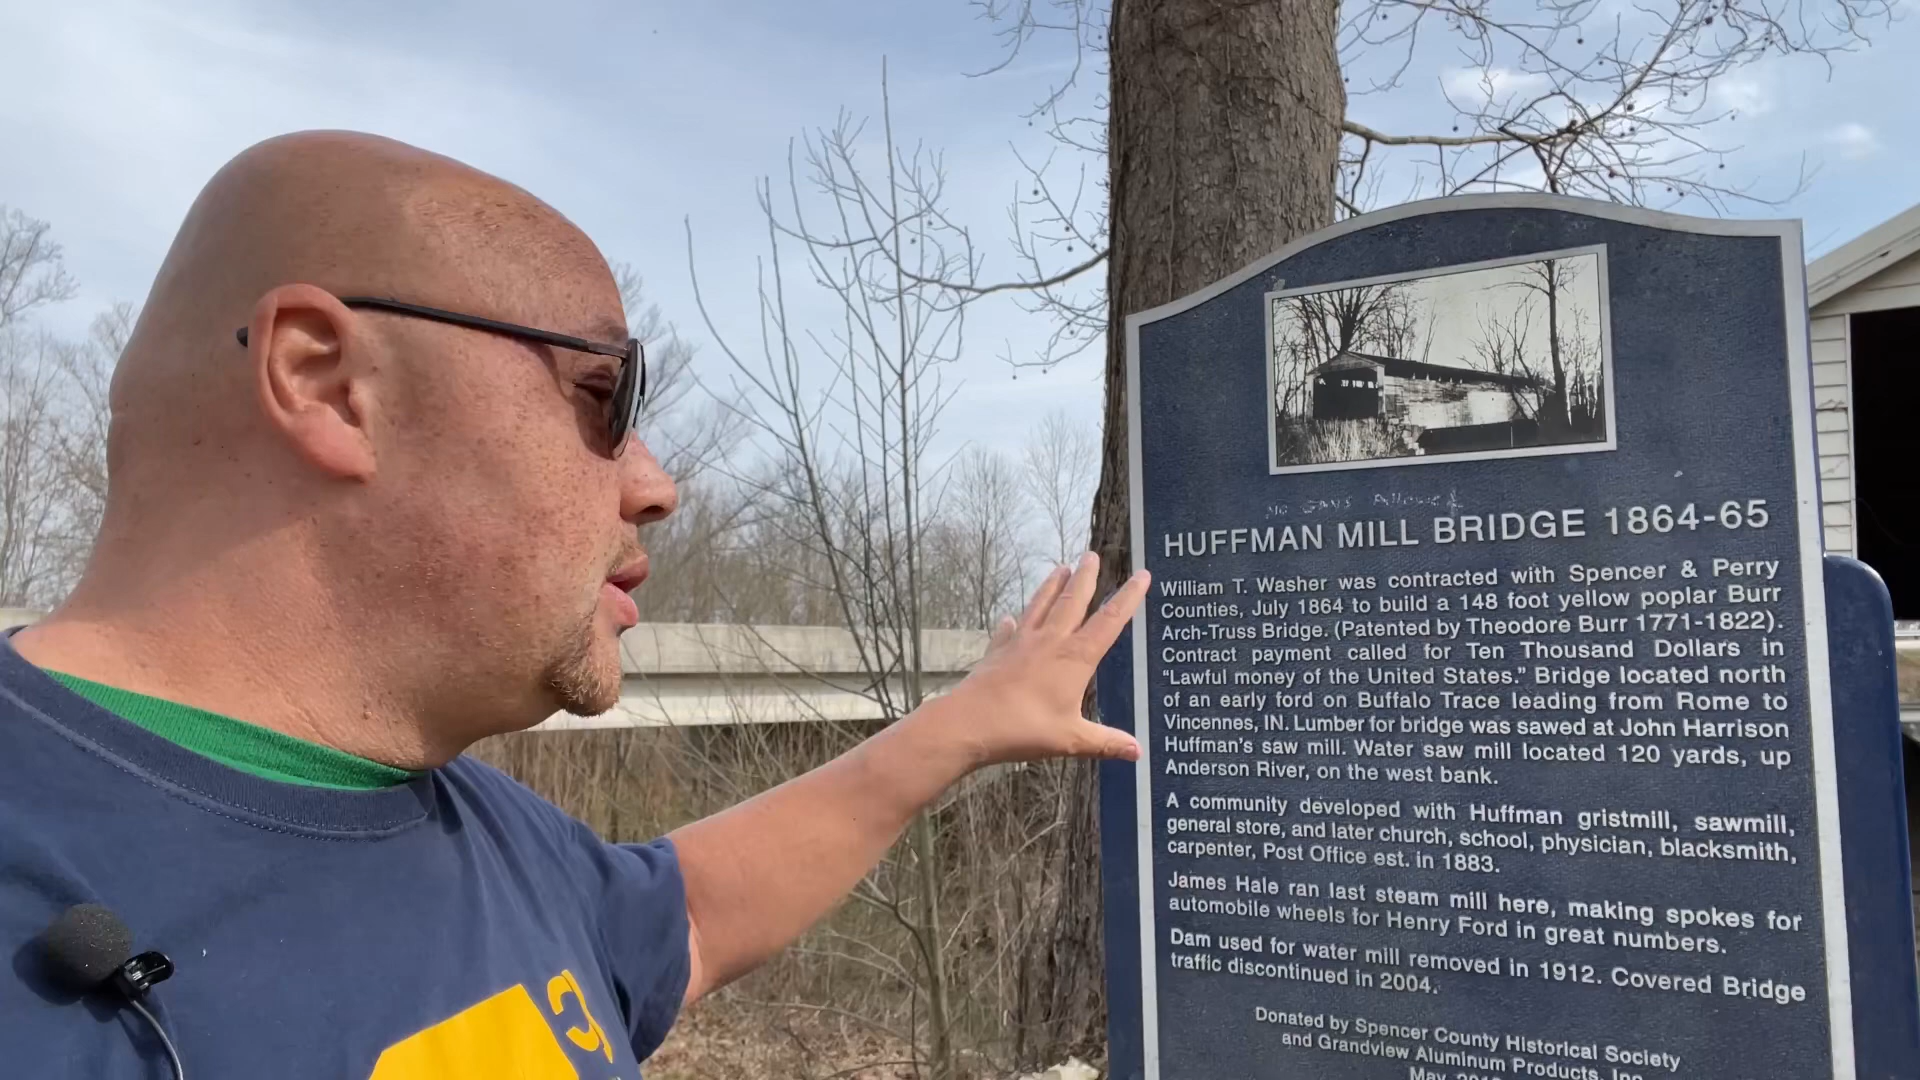 HUFFMAN MILL BRIDGE 1864-65
William T. Washer was contracted with Spencer & Perry
Counties, July 1864 to build a 148 foot yellow poplar Burr
Arch-Truss Bridge. (Patented by Theodore Burr 1771-1822).
Contract payment called for Ten Thousand Dollars in
“Lawful money of the United States.” Bridge located north
of an early ford on Buffalo Trace leading from Rome to
Vincennes, IN. Lumber for bridge was sawed at John Harrison
Huffman's saw mill. Water saw mill located 120 yards, up
Anderson River, on the west bank.
A community developed with Huffman gristmill, sawmill,
general store, and later church, school, physician, blacksmith,
carpenter, Post Office est. in 1883.
James Hale ran last steam mill here, making spokes for
automobile wheels for Henry Ford in great numbers.
Dam used for water mill removed in 1912. Covered Bridge
traffic discontinued in 2004.
Donated by Spencer County Historical Society
and Grandview Aluminum Products, Inc.
May,